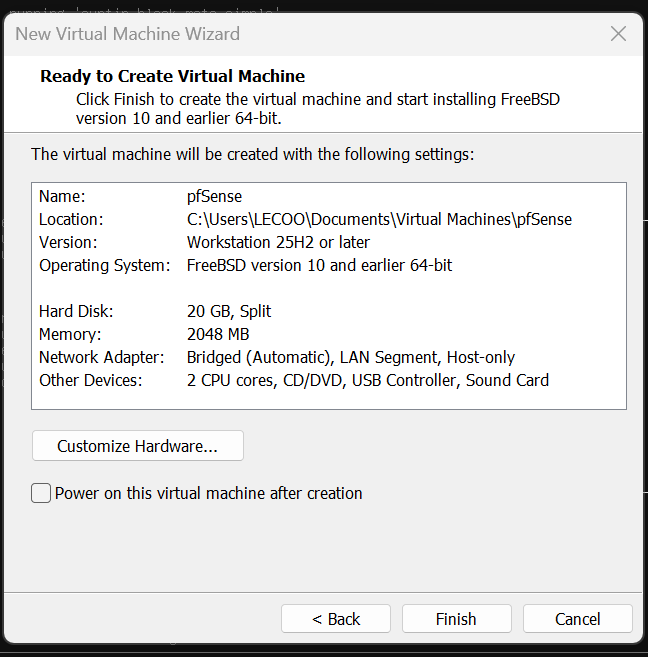 New Virtual Machine Wizard
Ready to Create Virtual Machine
Click Finish to create the virtual machine and start installing FreeBSD
version 10 and earlier 64-bit.
The virtual machine will be created with the following settings:
Name: pfSense
Location: C:\Users\LECOO\Documents\Virtual Machines\pfSense
Version: Workstation 25H2 or later
Operating System: FreeBSD version 10 and earlier 64-bit
Hard Disk: 20 GB, Split
Memory: 2048 MB
Network Adapter: Bridged (Automatic), LAN Segment, Host-only
Other Devices: 2 CPU cores, CD/DVD, USB Controller, Sound Card
Customize Hardware...
Power on this virtual machine after creation
< Back Finish Cancel